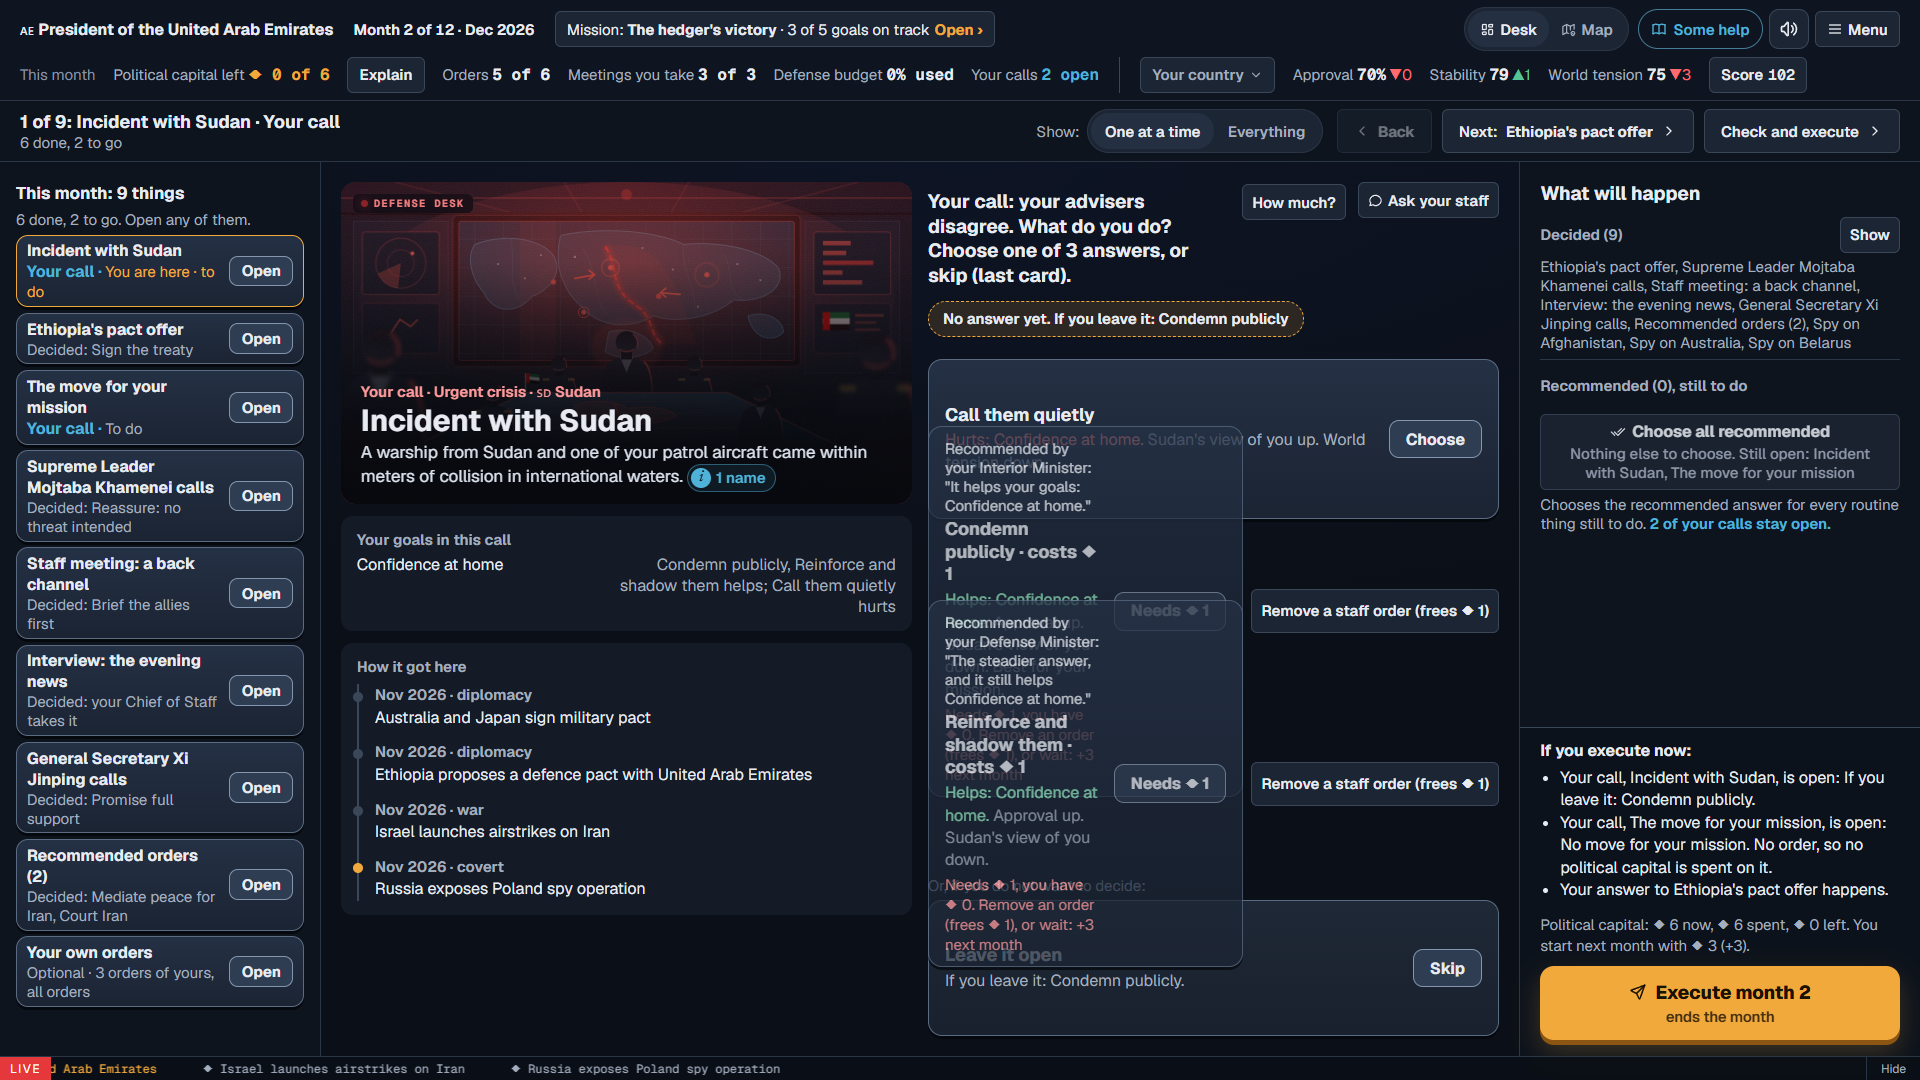 AE President of the United Arab Emirates
Month 2 of 12 · Dec 2026
Mission: The hedger's victory · 3 of 5 goals on track Open ›
Desk
Map
Some help
Menu
This month
Political capital left ◆ 0 of 6
Explain
Orders 5 of 6
Meetings you take 3 of 3
Defense budget 0% used
Your calls 2 open
Your country
Approval 70% ▼0
Stability 79 ▲1
World tension 75 ▼3
Score 102
1 of 9: Incident with Sudan · Your call
6 done, 2 to go
Show:
One at a time
Everything
Back
Next: Ethiopia's pact offer
Check and execute
This month: 9 things
6 done, 2 to go. Open any of them.
Incident with Sudan
Your call · You are here · to
do
Open
Ethiopia's pact offer
Decided: Sign the treaty
Open
The move for your
mission
Your call · To do
Open
Supreme Leader
Mojtaba Khamenei calls
Decided: Reassure: no
threat intended
Open
Staff meeting: a back
channel
Decided: Brief the allies
first
Open
Interview: the evening
news
Decided: your Chief of Staff
takes it
Open
General Secretary Xi
Jinping calls
Decided: Promise full
support
Open
Recommended orders
(2)
Decided: Mediate peace for
Iran, Court Iran
Open
Your own orders
Optional · 3 orders of yours,
all orders
Open
DEFENSE DESK
Your call · Urgent crisis · SD Sudan
Incident with Sudan
A warship from Sudan and one of your patrol aircraft came within
meters of collision in international waters. i 1 name
Your goals in this call
Confidence at home
Condemn publicly, Reinforce and
shadow them helps; Call them quietly
hurts
How it got here
Nov 2026 · diplomacy
Australia and Japan sign military pact
Nov 2026 · diplomacy
Ethiopia proposes a defence pact with United Arab Emirates
Nov 2026 · war
Israel launches airstrikes on Iran
Nov 2026 · covert
Russia exposes Poland spy operation
Your call: your advisers
disagree. What do you do?
Choose one of 3 answers, or
skip (last card).
How much?
Ask your staff
No answer yet. If you leave it: Condemn publicly
Call them quietly
Hurts: Confidence at home. Sudan's view of you up. World
Choose
Recommended by
your Interior Minister:
"It helps your goals:
Confidence at home."
Condemn
publicly · costs ◆
1
Helps: Confidence at
Needs ◆ 1
Remove a staff order (frees ◆ 1)
Recommended by
your Defense Minister:
"The steadier answer,
and it still helps
Confidence at home."
Reinforce and
shadow them ·
costs ◆ 1
Helps: Confidence at
home. Approval up.
Sudan's view of you
down.
Needs ◆ 1
Remove a staff order (frees ◆ 1)
Needs ◆ 1, you have
◆ 0. Remove an order
(frees ◆ 1), or wait: +3
next month
Leave it open
If you leave it: Condemn publicly.
Skip
What will happen
Decided (9)
Show
Ethiopia's pact offer, Supreme Leader Mojtaba
Khamenei calls, Staff meeting: a back channel,
Interview: the evening news, General Secretary Xi
Jinping calls, Recommended orders (2), Spy on
Afghanistan, Spy on Australia, Spy on Belarus
Recommended (0), still to do
Choose all recommended
Nothing else to choose. Still open: Incident
with Sudan, The move for your mission
Chooses the recommended answer for every routine
thing still to do. 2 of your calls stay open.
If you execute now:
• Your call, Incident with Sudan, is open: If you
leave it: Condemn publicly.
• Your call, The move for your mission, is open:
No move for your mission. No order, so no
political capital is spent on it.
• Your answer to Ethiopia's pact offer happens.
Political capital: ◆ 6 now, ◆ 6 spent, ◆ 0 left. You
start next month with ◆ 3 (+3).
Execute month 2
ends the month
LIVE
d Arab Emirates
◆ Israel launches airstrikes on Iran
◆ Russia exposes Poland spy operation
Hide